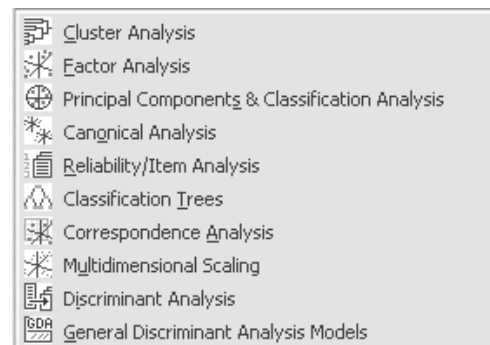 Cluster Analysis
Factor Analysis
Principal Components & Classification Analysis
Canonical Analysis
Reliability/Item Analysis
Classification Trees
Correspondence Analysis
Multidimensional Scaling
Discriminant Analysis
GDA General Discriminant Analysis Models